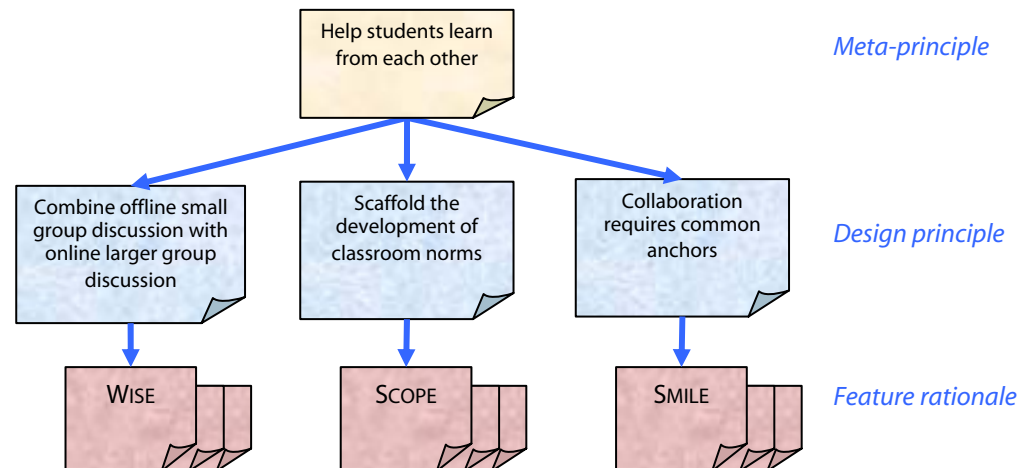 Help students learn
from each other
Meta-principle
Combine offline small
group discussion with
online larger group
discussion
Scaffold the
development of
classroom norms
Collaboration
requires common
anchors
Design principle
WISE
SCOPE
SMILE
Feature rationale